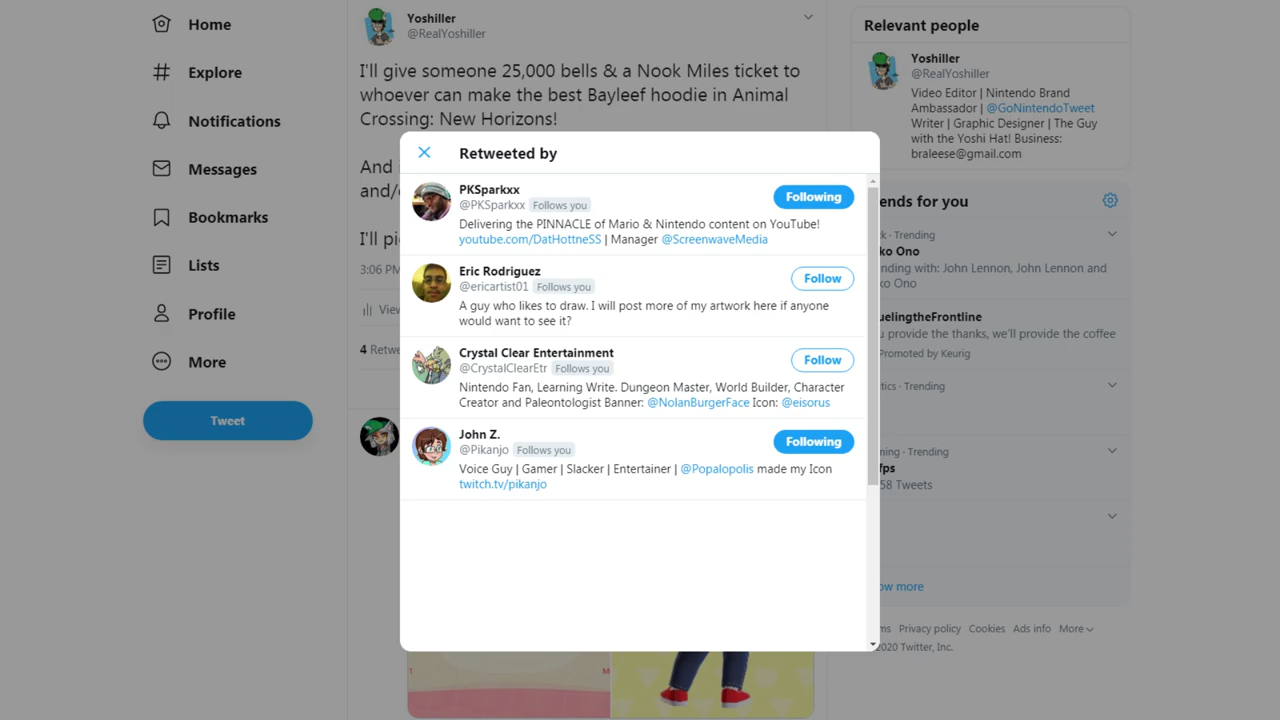 Home
Explore
Notifications
Messages
Bookmarks
Lists
Profile
More
Tweet
Yoshiller
@RealYoshiller
I'll give someone 25,000 bells & a Nook Miles ticket to
whoever can make the best Bayleef hoodie in Animal
Crossing: New Horizons!
And
and/
I'll
3:06 PM
4
Retweeted by
PKSparkxx
@PKSparkxx Follows you
Following
Delivering the PINNACLE of Mario & Nintendo content on YouTube!
youtube.com/DatHottneSS | Manager @ScreenwaveMedia
Eric Rodriguez
@ericartist01 Follows you
Follow
A guy who likes to draw. I will post more of my artwork here if anyone
would want to see it?
Crystal Clear Entertainment
@CrystalClearEtr Follows you
Follow
Nintendo Fan, Learning Write. Dungeon Master, World Builder, Character
Creator and Paleontologist Banner: @NolanBurgerFace Icon: @eisorus
John Z.
@Pikanjo Follows you
Following
Voice Guy | Gamer | Slacker | Entertainer | @Popalopolis made my Icon
twitch.tv/pikanjo
Relevant people
Yoshiller
@RealYoshiller
Video Editor | Nintendo Brand
Ambassador | @GoNintendoTweet
Writer | Graphic Designer | The Guy
with the Yoshi Hat! Business:
braleese@gmail.com
ends for you
· Trending
ko Ono
nding with: John Lennon, John Lennon and
ko Ono
uelingtheFrontline
u provide the thanks, we'll provide the coffee
Promoted by Keurig
tics · Trending
ming · Trending
fps
58 Tweets
ow more
ms Privacy policy Cookies Ads info More
2020 Twitter, Inc.